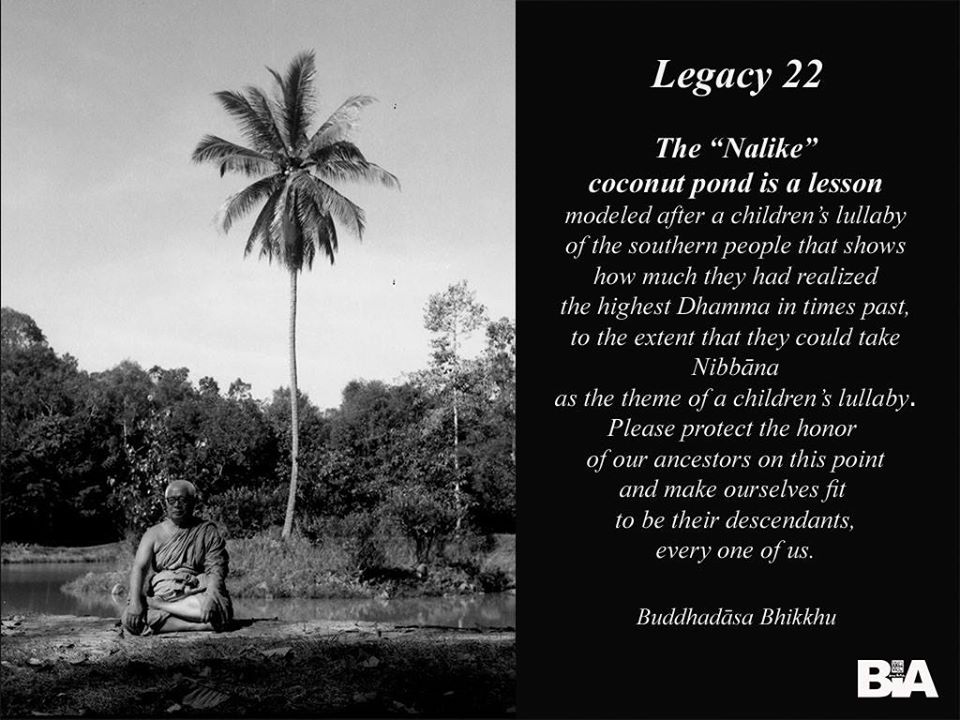 Legacy 22
The “Nalike”
coconut pond is a lesson
modeled after a children’s lullaby
of the southern people that shows
how much they had realized
the highest Dhamma in times past,
to the extent that they could take
Nibbāna
as the theme of a children’s lullaby.
Please protect the honor
of our ancestors on this point
and make ourselves fit
to be their descendants,
every one of us.
Buddhadāsa Bhikkhu
BIA